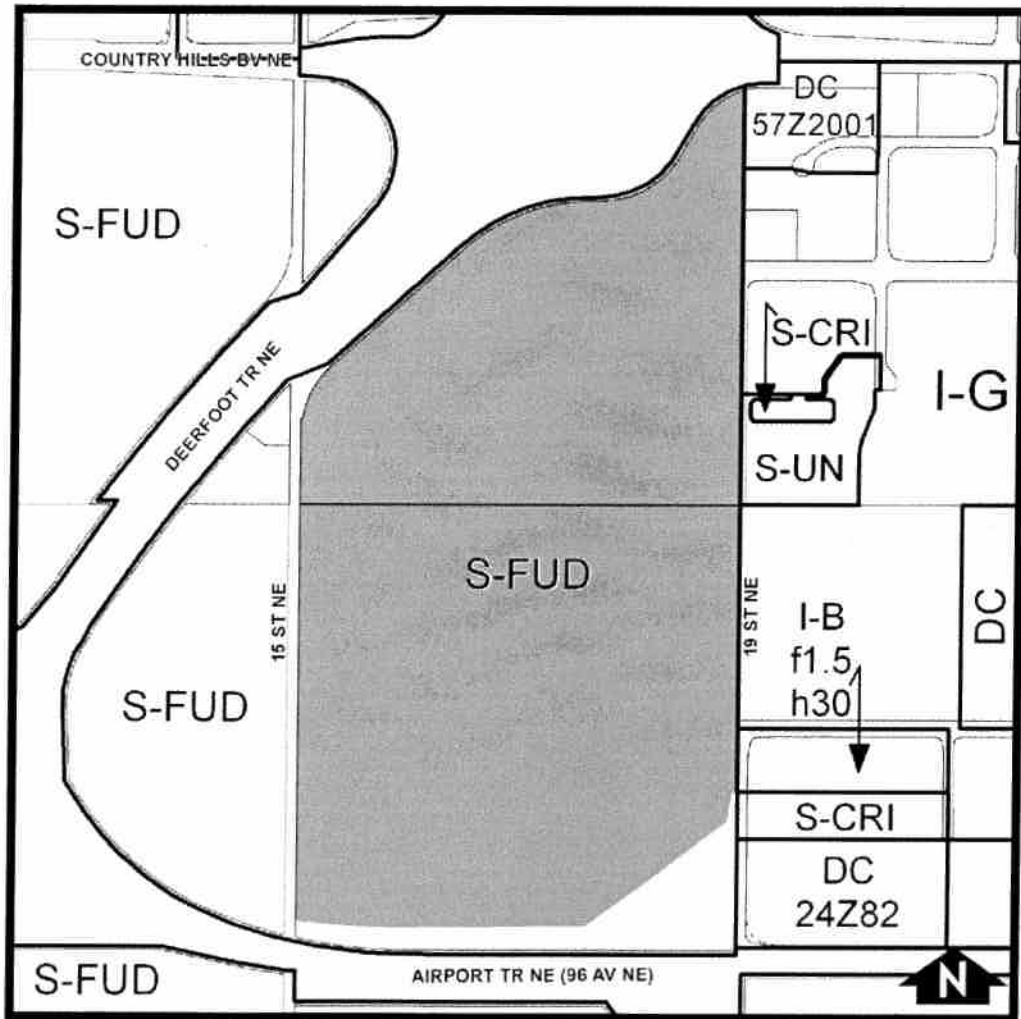 COUNTRY HILLS BV NE
DC
57Z2001
S-FUD
S-CRI
DEERFOOT TR NE
I-G
S-UN
S-FUD
15 ST NE
19 ST NE
I-B
f1.5,
h30
DC
S-FUD
S-CRI
DC
24Z82
S-FUD
AIRPORT TR NE (96 AV NE)
N